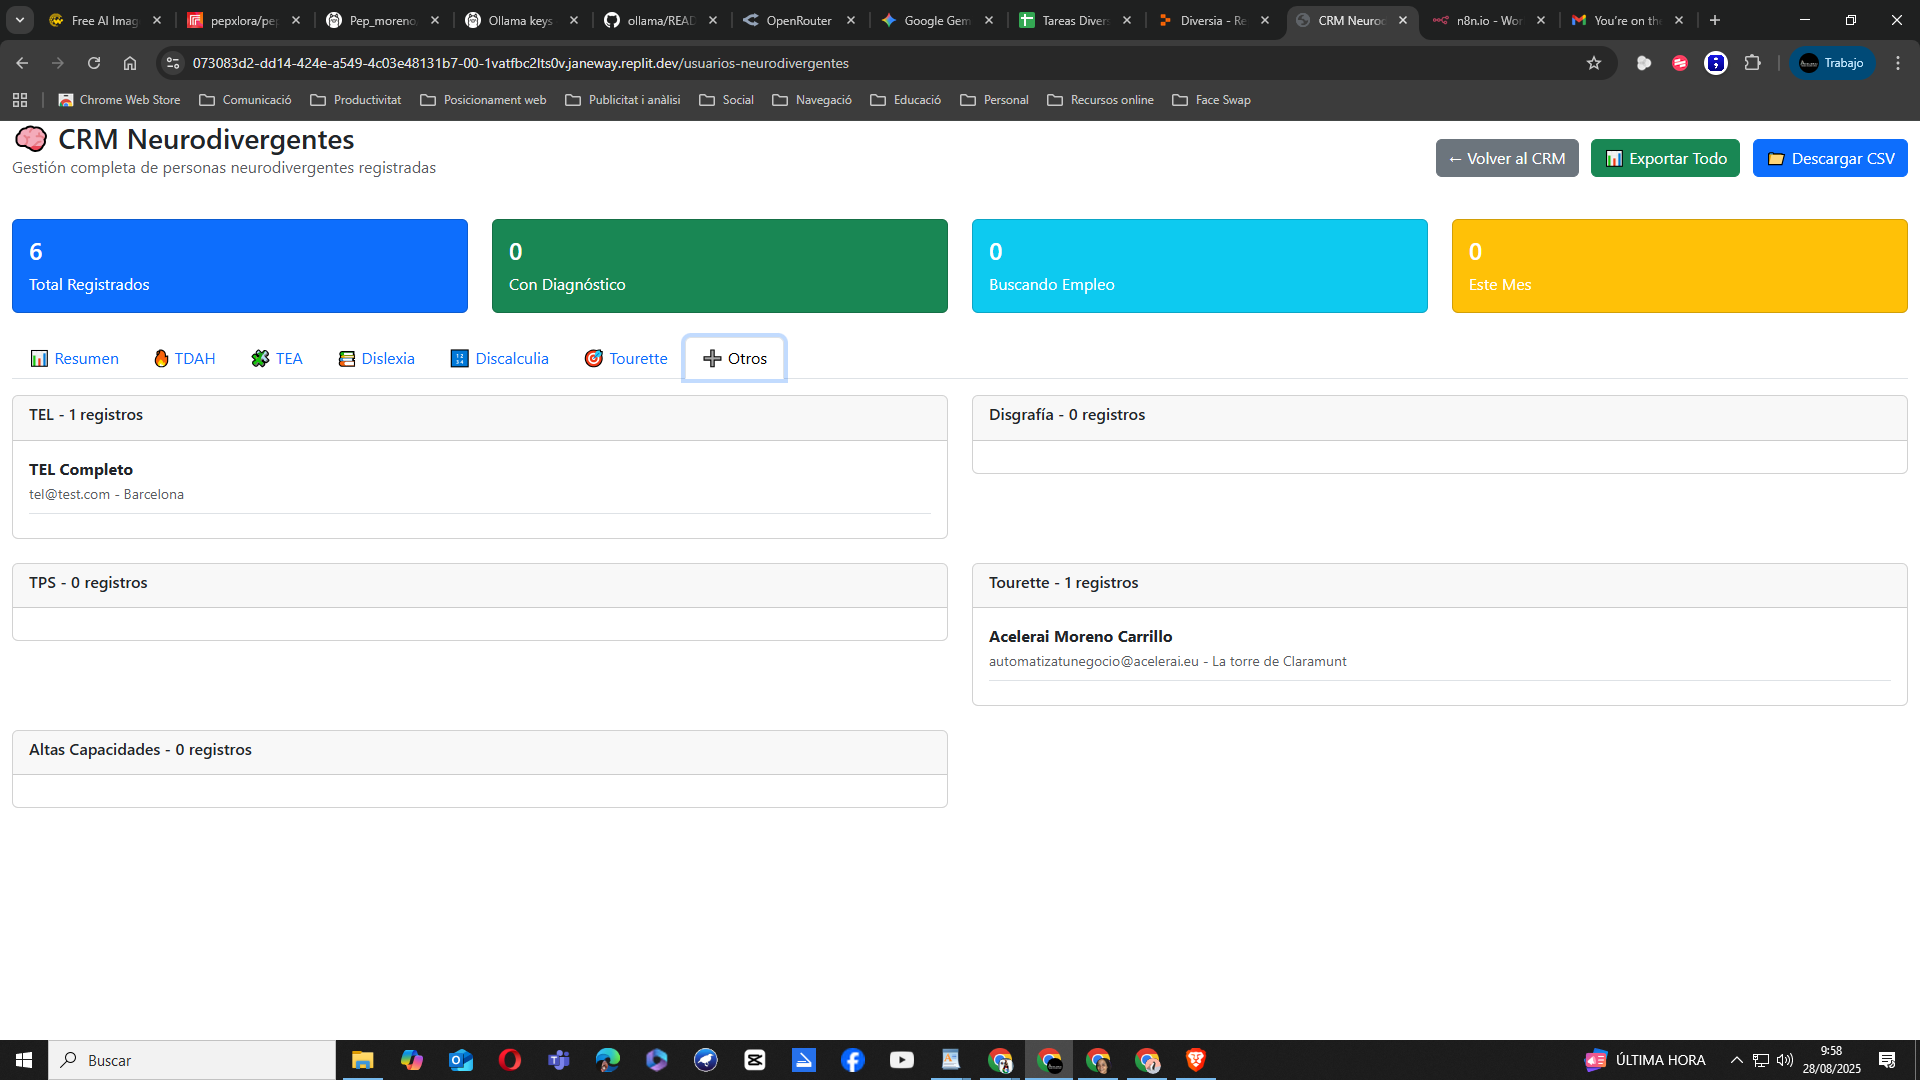 Free AI Imag
pepxlora/pe
Pep_moreno
Ollama keys
ollama/READ
OpenRouter
Google Gem
Tareas Divers
Diversia - Re
CRM Neurod
n8n.io - Wor
You're on the
073083d2-dd14-424e-a549-4c03e48131b7-00-1vatfbc2lts0v.janeway.replit.dev/usuarios-neurodivergentes
Trabajo
Chrome Web Store
Comunicació
Productivitat
Posicionament web
Publicitat i anàlisi
Social
Navegació
Educació
Personal
Recursos online
Face Swap
CRM Neurodivergentes
Gestión completa de personas neurodivergentes registradas
← Volver al CRM
Exportar Todo
Descargar CSV
6
Total Registrados
0
Con Diagnóstico
0
Buscando Empleo
0
Este Mes
Resumen
TDAH
TEA
Dislexia
Discalculia
Tourette
Otros
TEL - 1 registros
TEL Completo
tel@test.com - Barcelona
Disgrafía - 0 registros
TPS - 0 registros
Tourette - 1 registros
Acelerai Moreno Carrillo
automatizatunegocio@acelerai.eu - La torre de Claramunt
Altas Capacidades - 0 registros
Buscar
ÚLTIMA HORA
9:58
28/08/2025